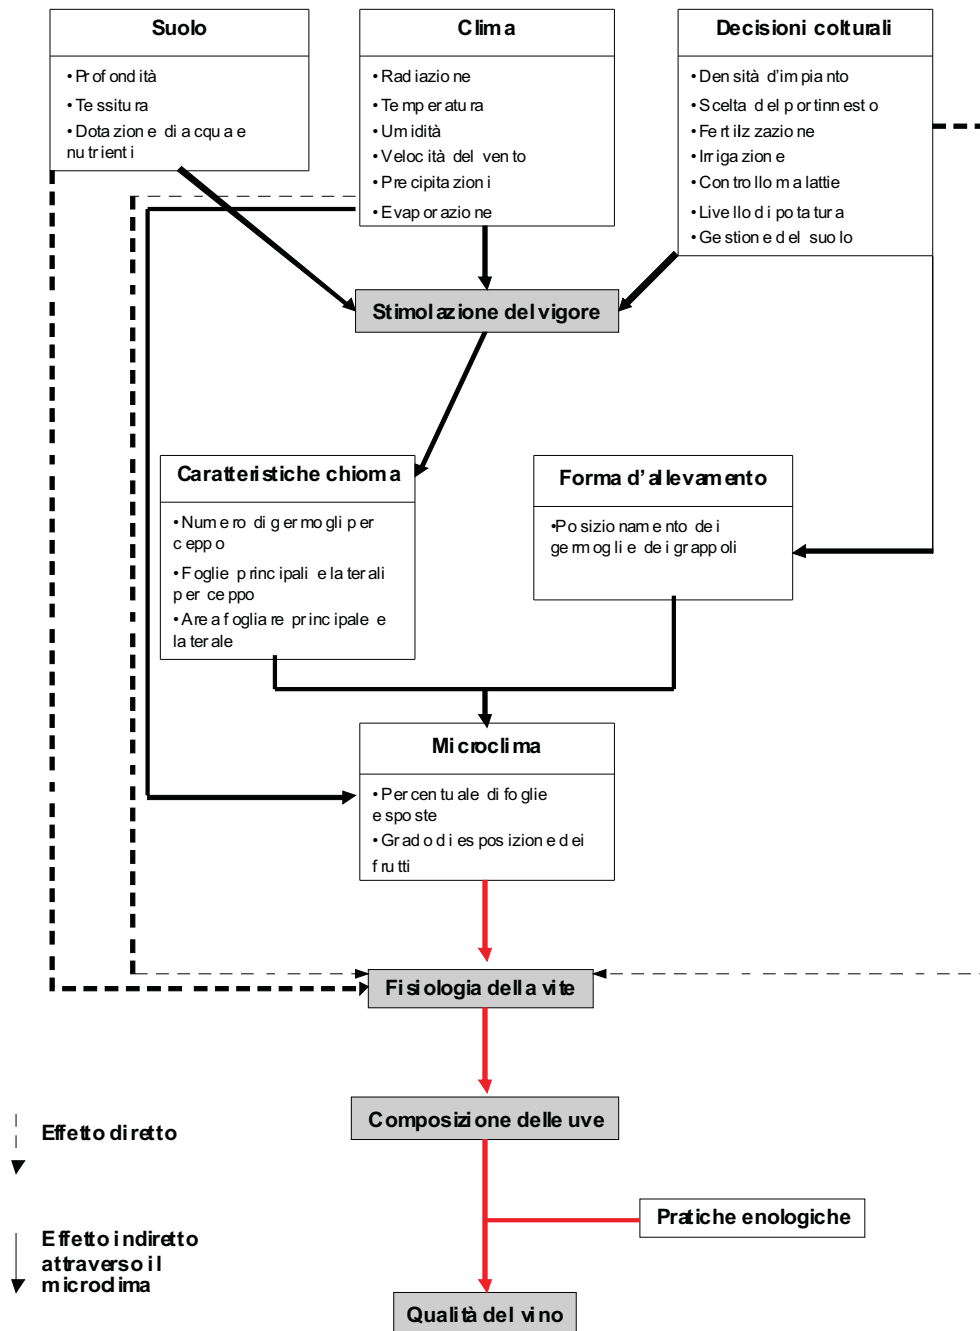 Suolo
• Profondità
• Tessitura
• Dotazione di acqua e
nutrienti
Clima
• Radiazione
• Temperatura
• Umidità
• Velocità del vento
• Precipitazioni
• Evaporazione
Decisioni colturali
• Densità d'impianto
• Scelta del portinnesto
• Fertilzzazione
• Irrigazione
• Controllo malattie
• Livello di potatura
• Gestione del suolo
Stimolazione del vigore
Caratteristiche chioma
• Numero di germogli per
ceppo
• Foglie principali e laterali
per ceppo
• Area fogliare principale e
laterale
Forma d'allevamento
• Posizionamento dei
germogli e dei grappoli
Microclima
• Percentuale di foglie
esposte
• Grado di esposizione dei
frutti
Fisiologia della vite
Composizione delle uve
Effetto diretto
Pratiche enologiche
Effetto indiretto
attraverso il
microclima
Qualità del vino